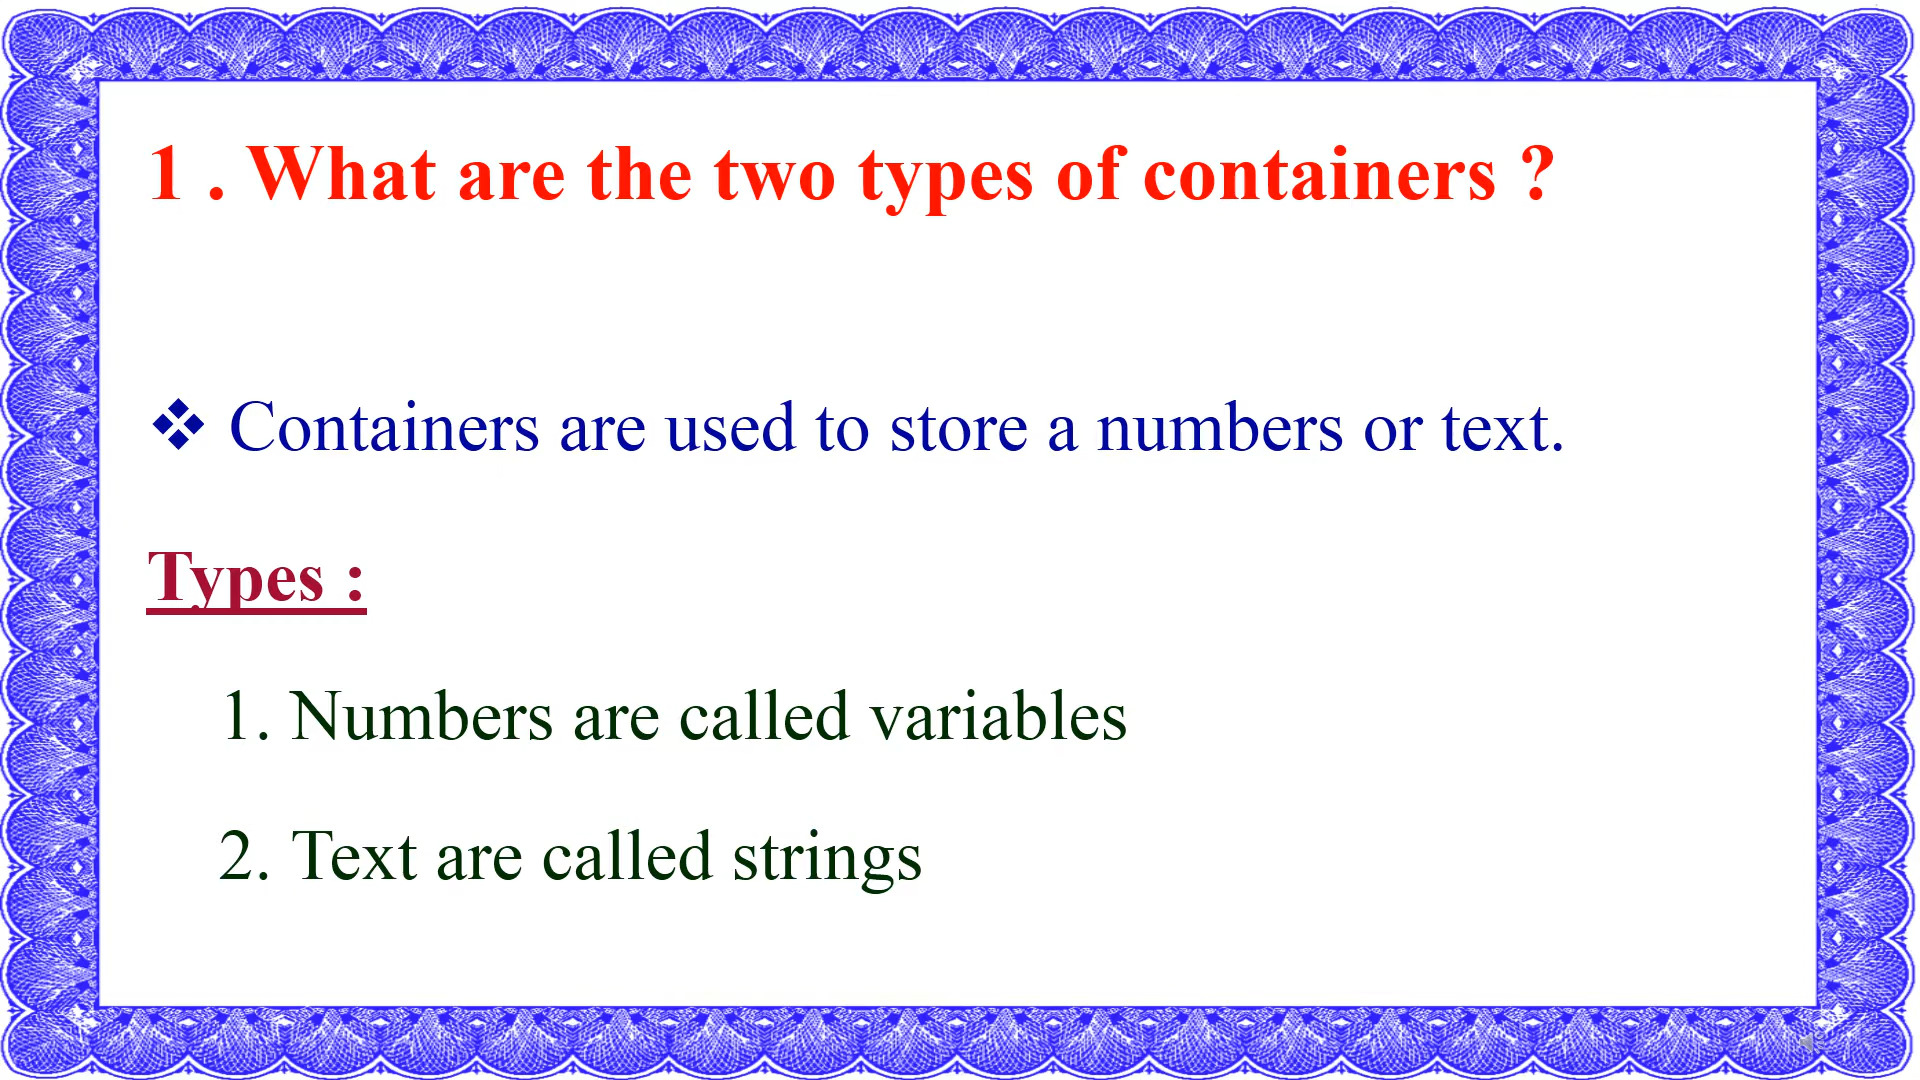 1 . What are the two types of containers ?
❖ Containers are used to store a numbers or text.
Types :
1. Numbers are called variables
2. Text are called strings